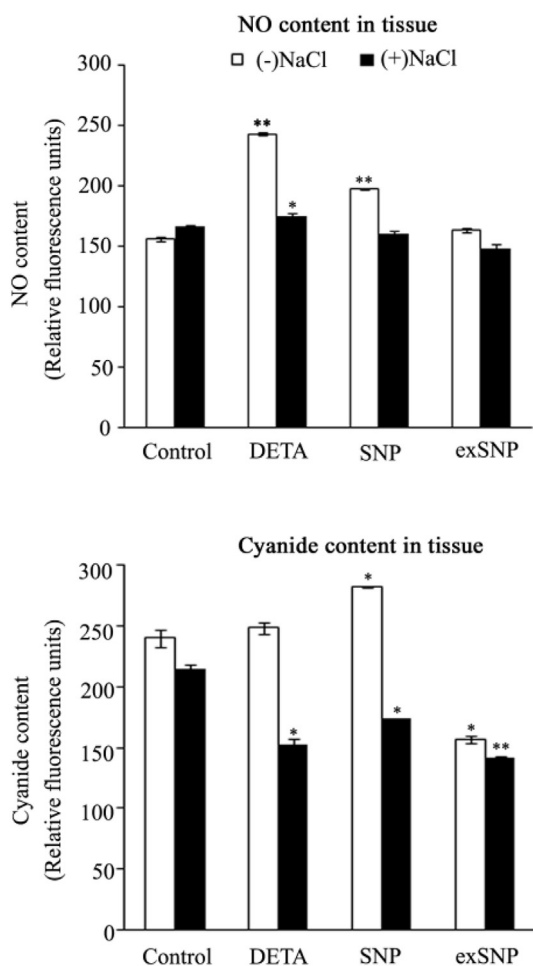 NO content in tissue
(-)NaCl (+)NaCl
300
250
200
150
100
50
0
NO content
(Relative fluorescence units)
** * **
Control DETA SNP exSNP
Cyanide content in tissue
300
250
200
150
100
50
0
Cyanide content
(Relative fluorescence units)
* * * * **
Control DETA SNP exSNP